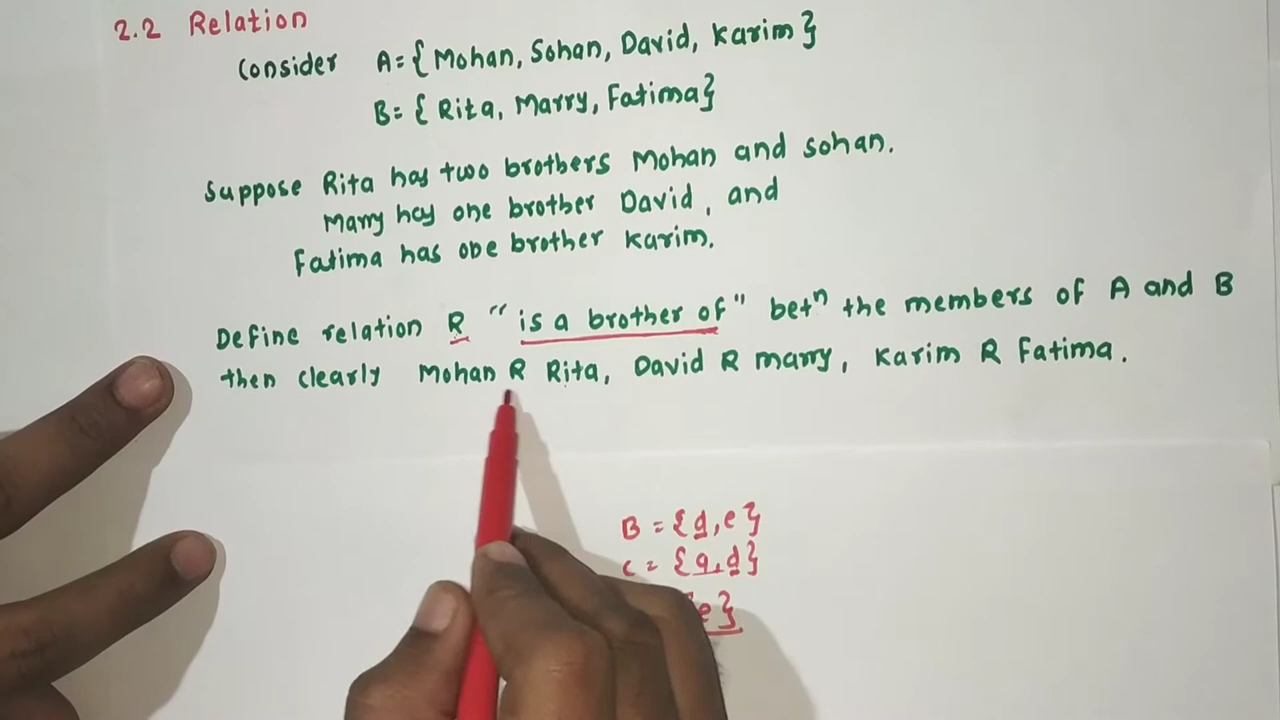 2.2 Relation
Consider A={Mohan, Sohan, David, Karim}
B= { Rita, Marry, Fatima}
Suppose Rita has two brothers Mohan and sohan.
Marry has one brother David, and
Fatima has one brother Karim.
Define relation R "is a brother of" betⁿ the members of A and B
then clearly Mohan R Rita, David R marry, Karim R Fatima.
B = {d,e}
C = {a,d}
e}